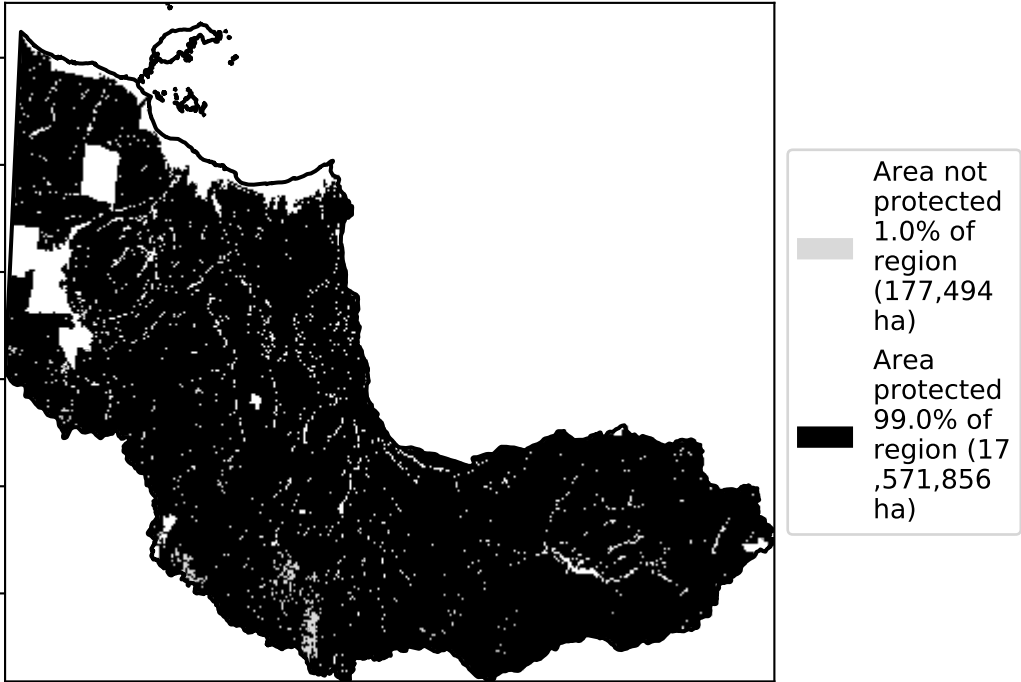 Area not
protected
1.0% of
region
(177,494
ha)
Area
protected
99.0% of
region (17
,571,856
ha)